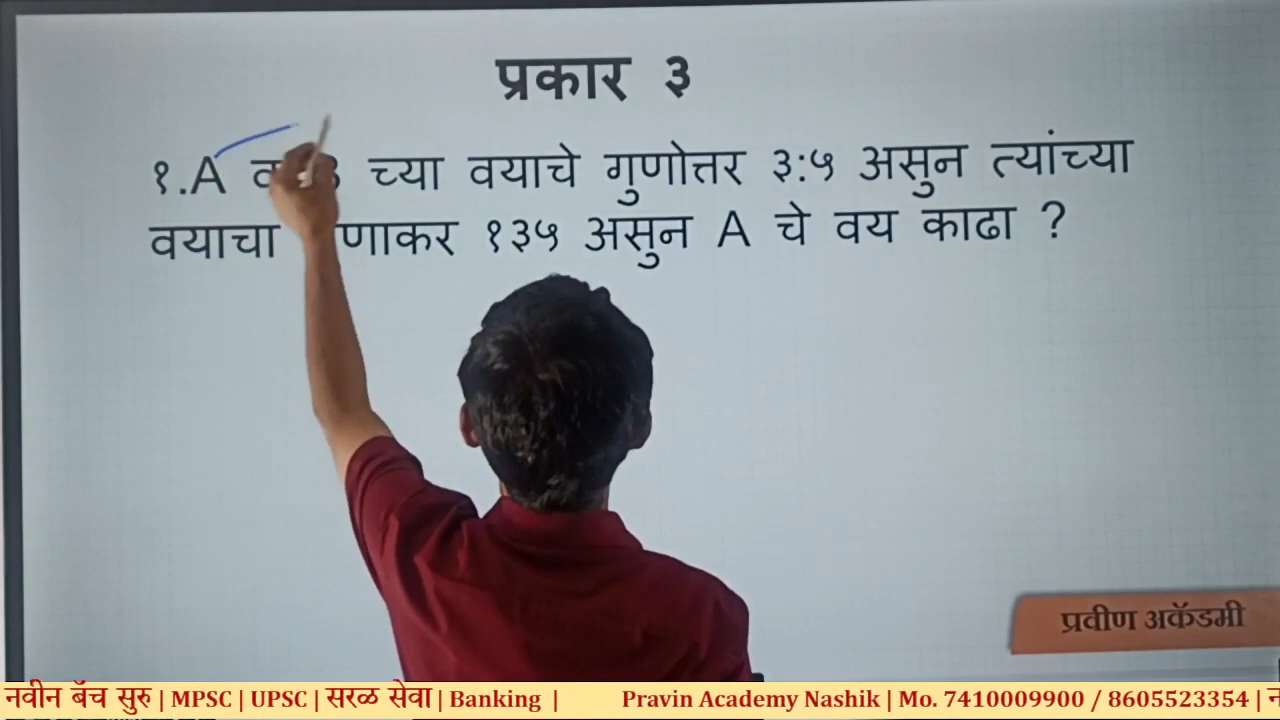 प्रकार ३
१.A व B च्या वयाचे गुणोत्तर ३:५ असुन त्यांच्या
वयाचा णाकर १३५ असुन A चे वय काढा ?
प्रवीण अकॅडमी
नवीन बॅच सुरु | MPSC | UPSC | सरळ सेवा | Banking | Pravin Academy Nashik | Mo. 7410009900 / 8605523354 |